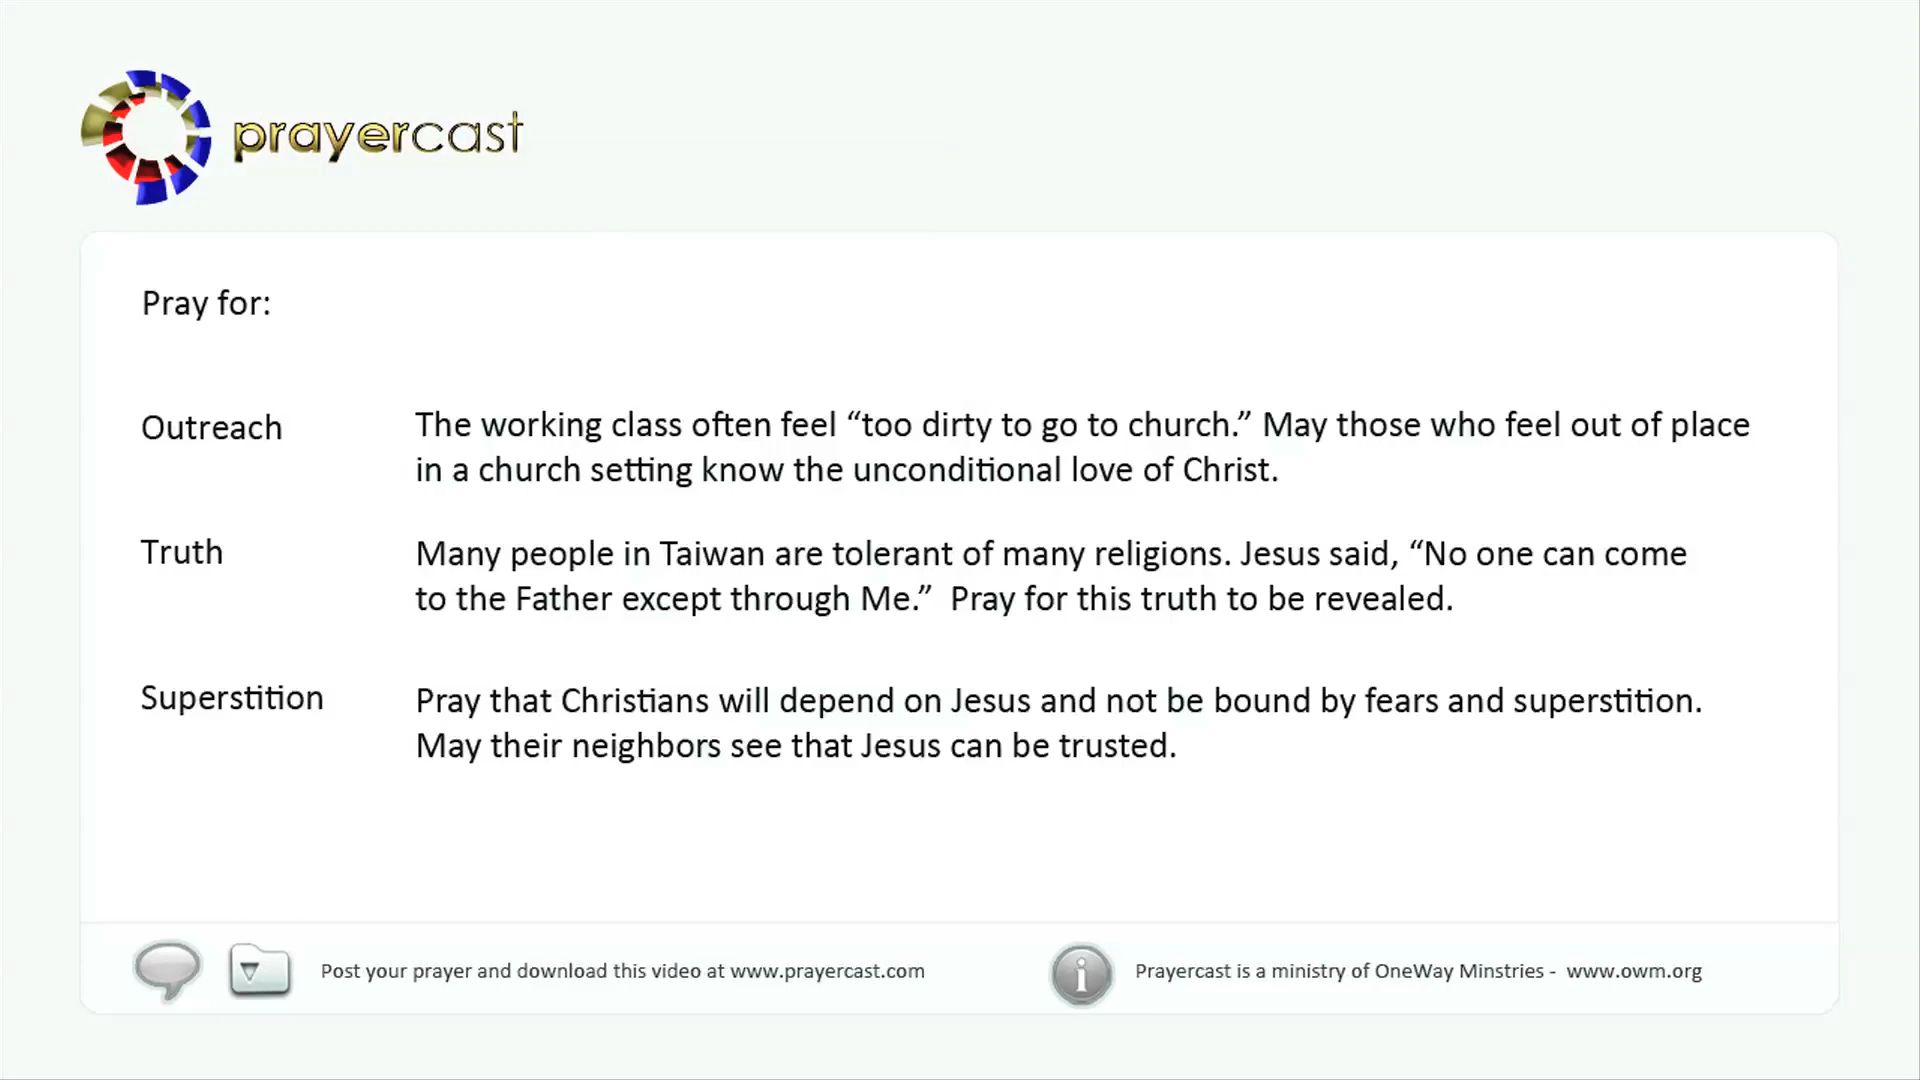 prayercast
Pray for:
Outreach
The working class often feel “too dirty to go to church.” May those who feel out of place
in a church setting know the unconditional love of Christ.
Truth
Many people in Taiwan are tolerant of many religions. Jesus said, “No one can come
to the Father except through Me.”  Pray for this truth to be revealed.
Superstition
Pray that Christians will depend on Jesus and not be bound by fears and superstition.
May their neighbors see that Jesus can be trusted.
Post your prayer and download this video at www.prayercast.com
Prayercast is a ministry of OneWay Minstries -  www.owm.org